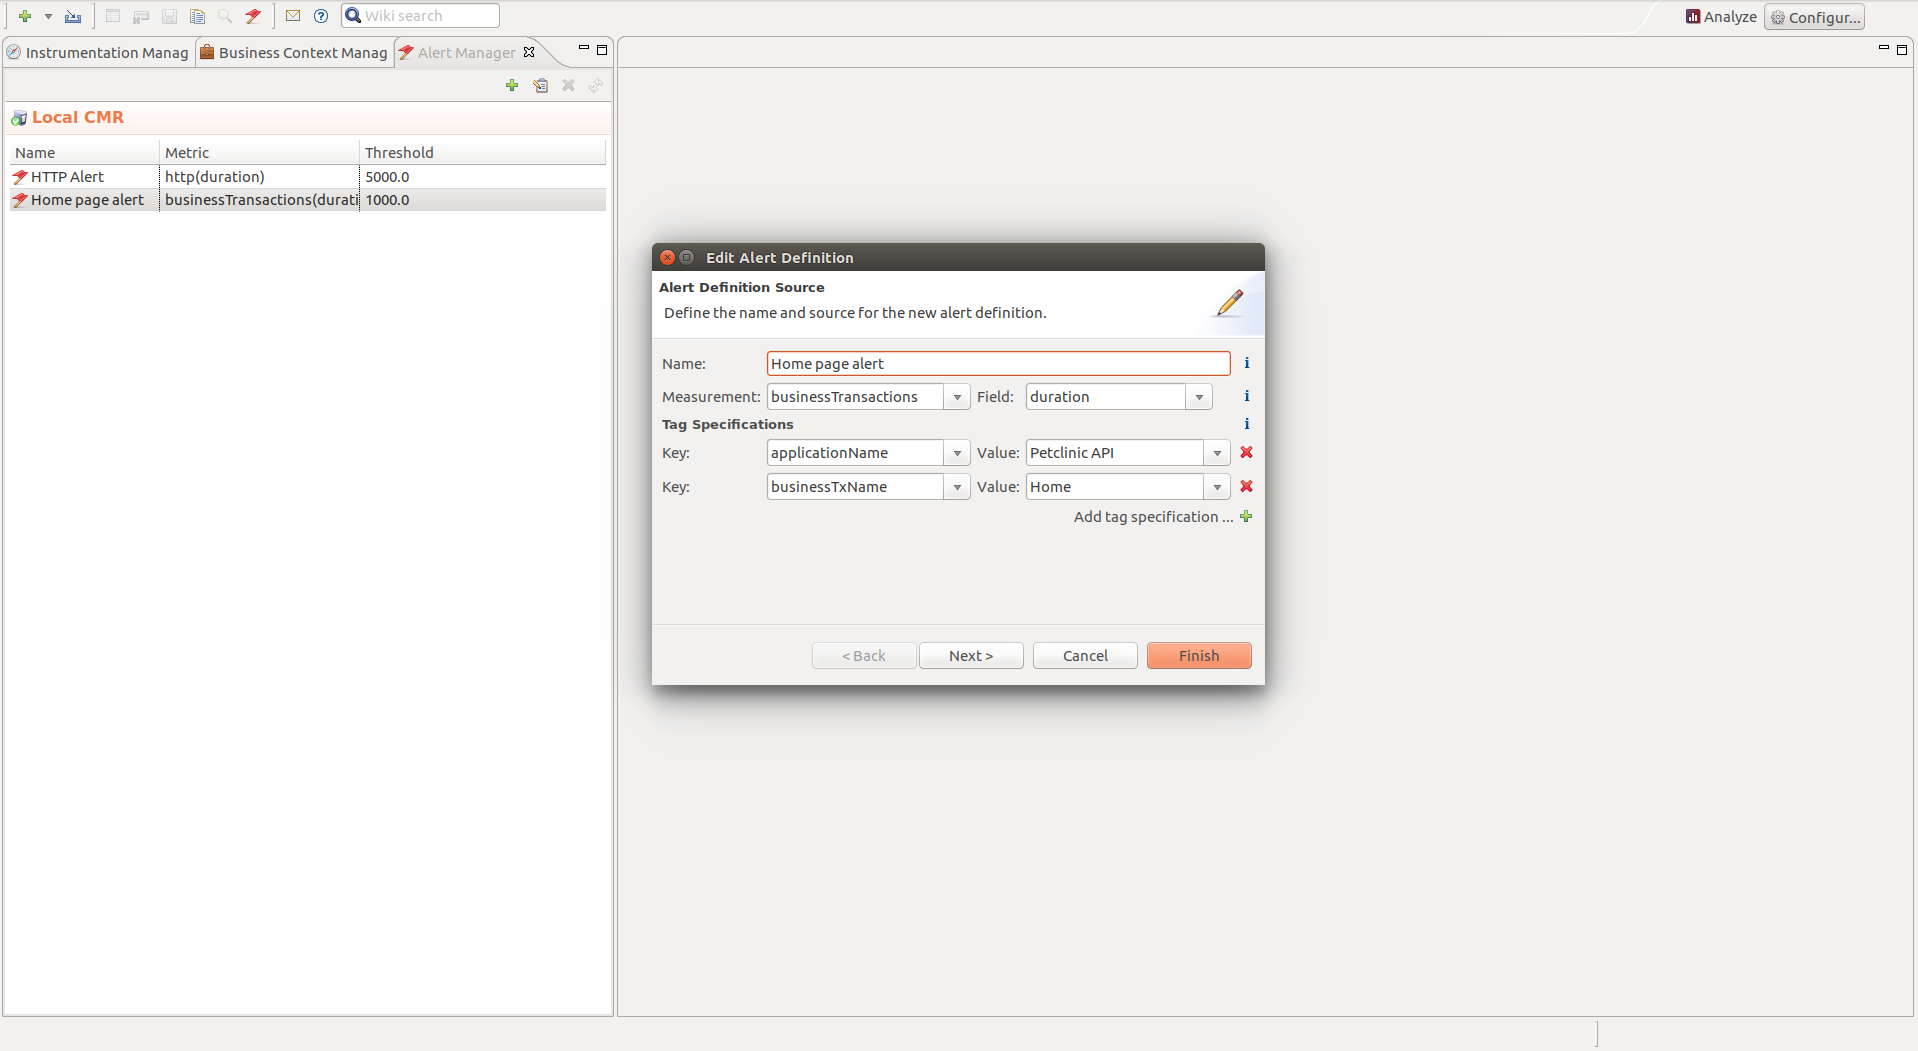 Wiki search
Analyze
Configur...
Instrumentation Manag
Business Context Manag
Alert Manager
Local CMR
Name Metric Threshold
HTTP Alert http(duration) 5000.0
Home page alert businessTransactions(durati 1000.0
Edit Alert Definition
Alert Definition Source
Define the name and source for the new alert definition.
Name: Home page alert
Measurement: businessTransactions Field: duration
Tag Specifications
Key: applicationName Value: Petclinic API
Key: businessTxName Value: Home
Add tag specification ...
< Back Next > Cancel Finish